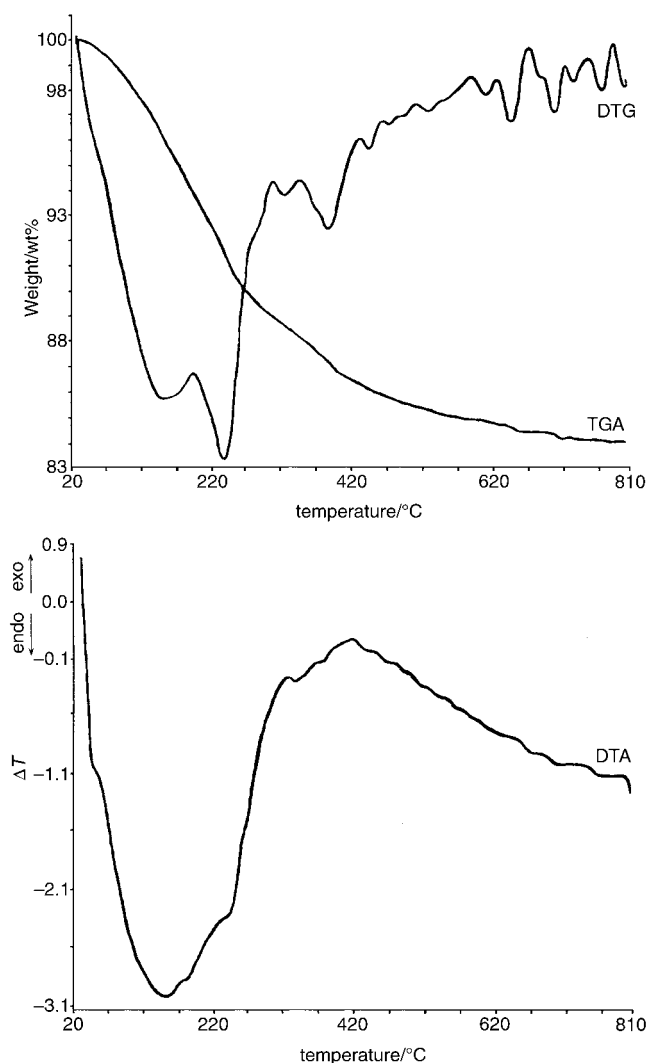 100
98
93
88
83
Weight/wt%
DTG
TGA
20 220 420 620 810
temperature/°C
0.9
0.0
−0.1
−1.1
−2.1
−3.1
endo exo
ΔT
DTA
20 220 420 620 810
temperature/°C